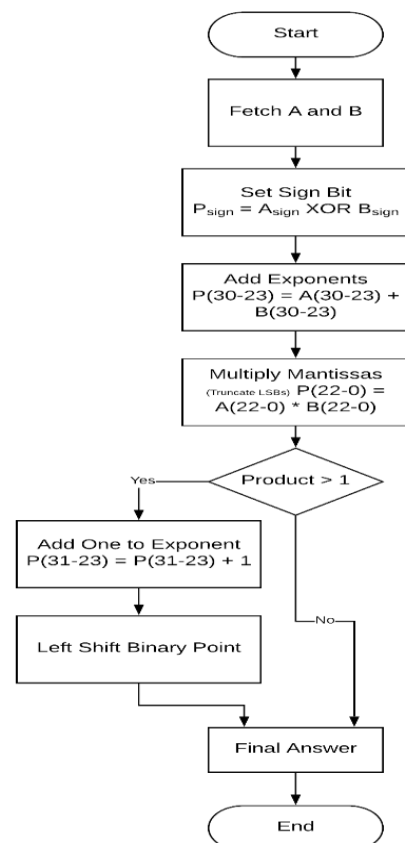 Start
Fetch A and B
Set Sign Bit
Psign = Asign XOR Bsign
Add Exponents
P(30-23) = A(30-23) +
B(30-23)
Multiply Mantissas
(Truncate LSBs) P(22-0) =
A(22-0) * B(22-0)
Product > 1
Yes
Add One to Exponent
P(31-23) = P(31-23) + 1
Left Shift Binary Point
No
Final Answer
End